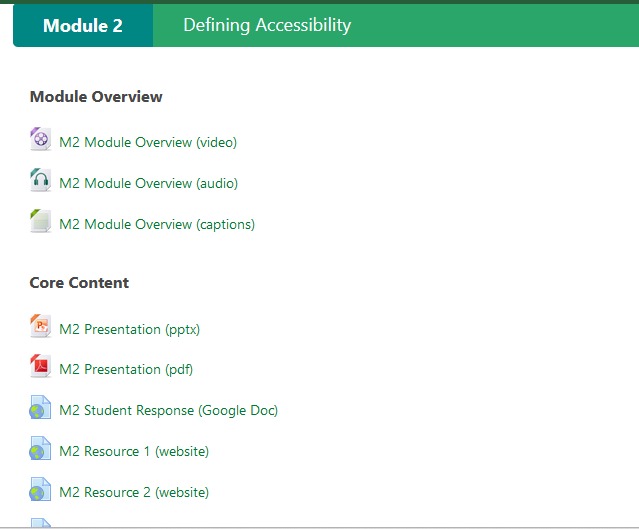 Module 2 Defining Accessibility
Module Overview
M2 Module Overview (video)
M2 Module Overview (audio)
M2 Module Overview (captions)
Core Content
M2 Presentation (pptx)
M2 Presentation (pdf)
M2 Student Response (Google Doc)
M2 Resource 1 (website)
M2 Resource 2 (website)